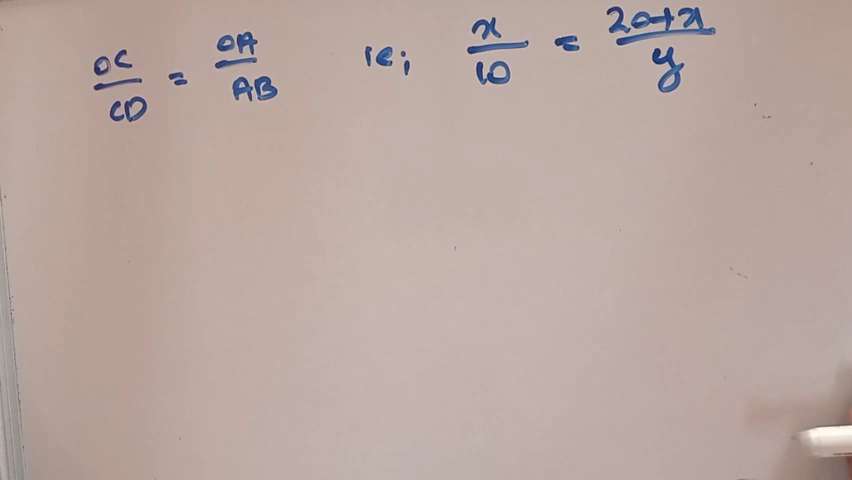 OC/CD = OA/AB ie; x/10 = 20+x/y